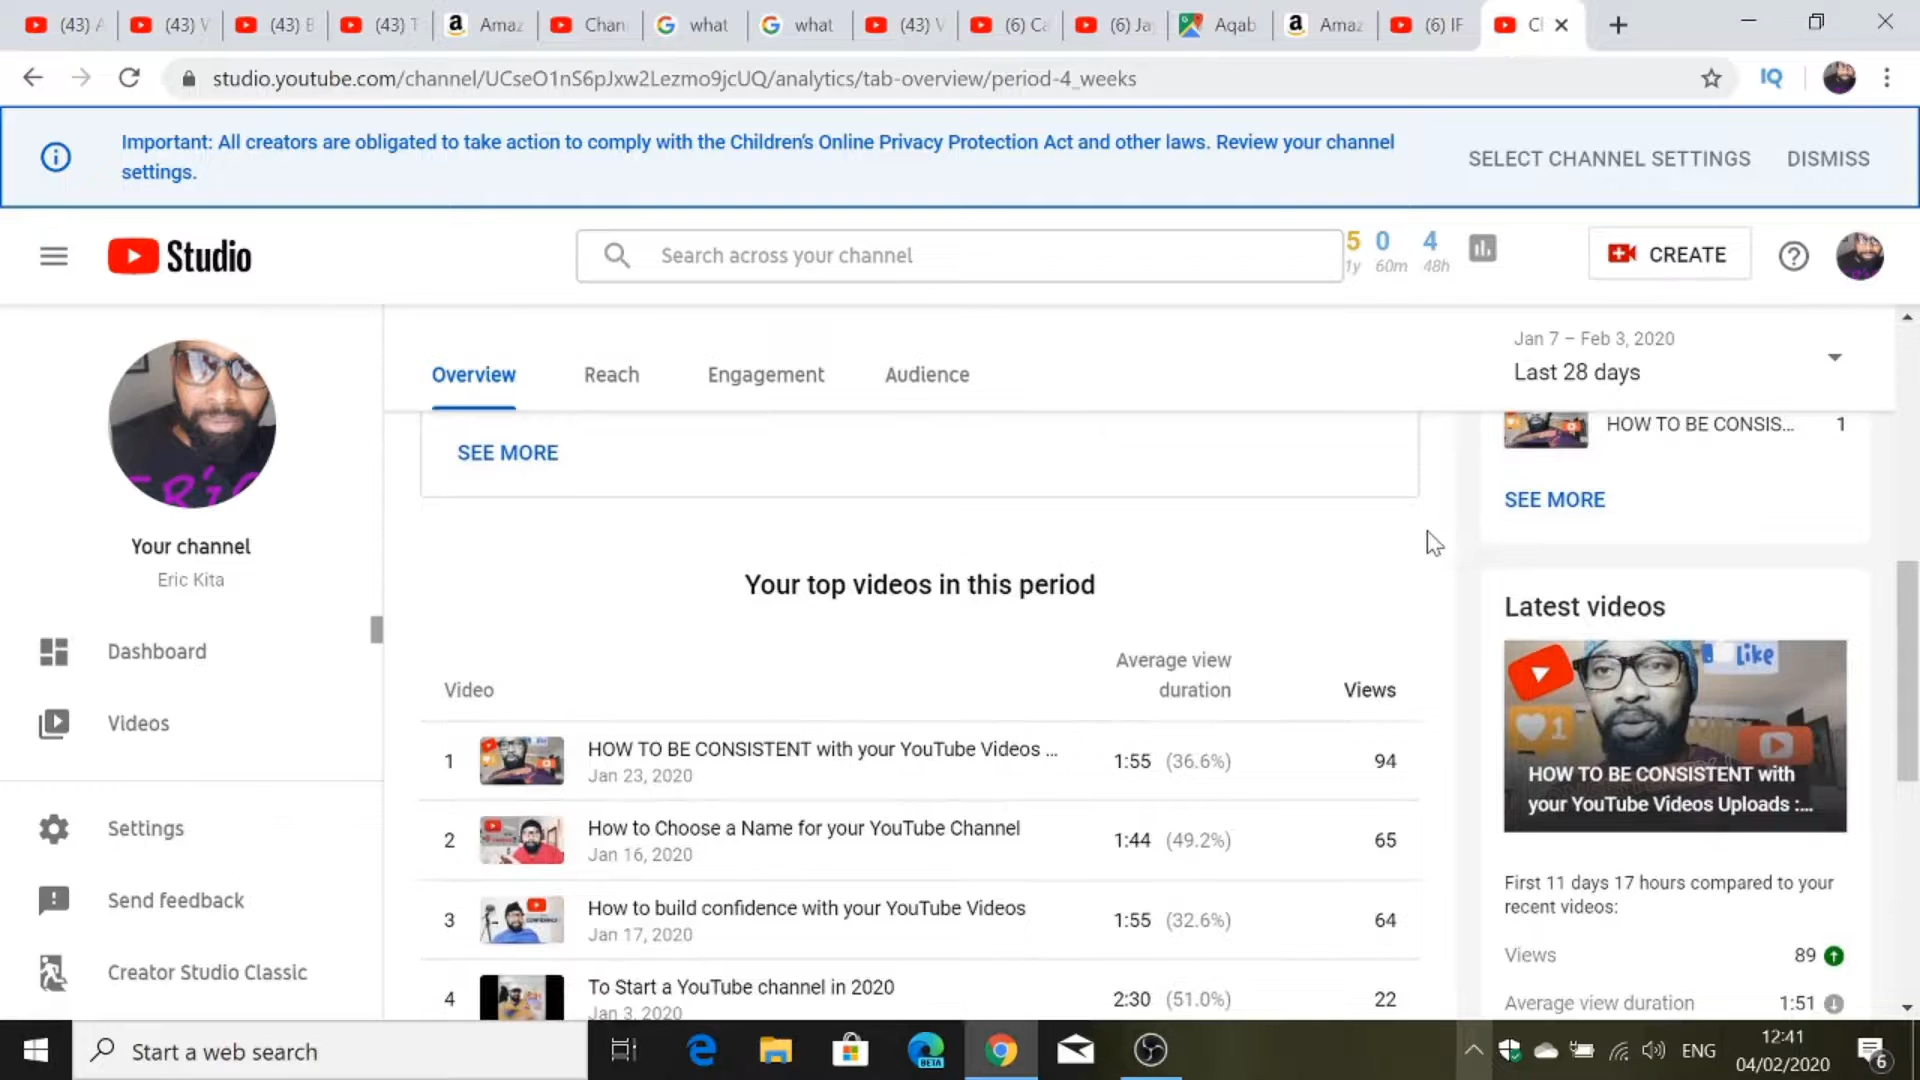 (43) A
(43) V
(43) B
(43) T
Amaz
Chan
what
what
(43) V
(6) Ca
(6) Ja
Aqab
Amaz
(6) IF
Ch
studio.youtube.com/channel/UCseO1nS6pJxw2Lezmo9jcUQ/analytics/tab-overview/period-4_weeks
IQ
Important: All creators are obligated to take action to comply with the Children's Online Privacy Protection Act and other laws. Review your channel
settings.
SELECT CHANNEL SETTINGS
DISMISS
Studio
Search across your channel
5 0 4
1y 60m 48h
CREATE
Your channel
Eric Kita
Dashboard
Videos
Settings
Send feedback
Creator Studio Classic
Overview
Reach
Engagement
Audience
Jan 7 – Feb 3, 2020
Last 28 days
SEE MORE
Your top videos in this period
Video
Average view
duration
Views
1 HOW TO BE CONSISTENT with your YouTube Videos ... 1:55 (36.6%) 94
Jan 23, 2020
2 How to Choose a Name for your YouTube Channel 1:44 (49.2%) 65
Jan 16, 2020
3 How to build confidence with your YouTube Videos 1:55 (32.6%) 64
Jan 17, 2020
4 To Start a YouTube channel in 2020 2:30 (51.0%) 22
Jan 3, 2020
HOW TO BE CONSIS... 1
SEE MORE
Latest videos
Like
1
HOW TO BE CONSISTENT with
your YouTube Videos Uploads :...
First 11 days 17 hours compared to your
recent videos:
Views 89
Average view duration 1:51
Start a web search
BETA
ENG
12:41
04/02/2020
6